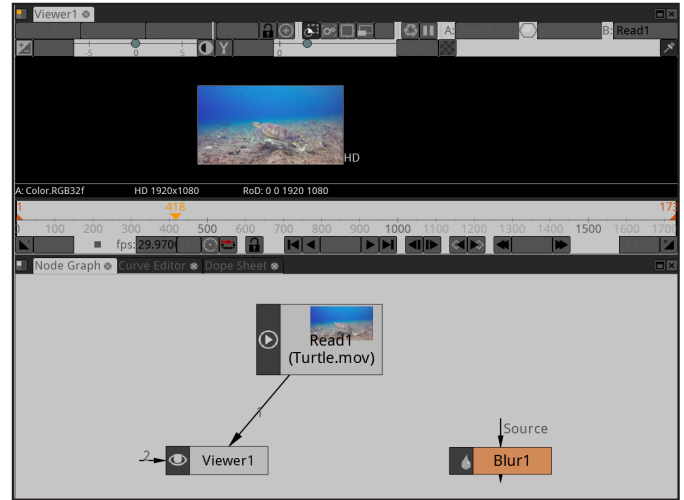 Viewer1
A: B: Read1
-5 0 5 0
HD
A: Color.RGB32f HD 1920x1080 RoD: 0 0 1920 1080
1 418 173
0 100 200 300 400 500 600 700 800 900 1000 1100 1200 1300 1400 1500 1600 1700
fps: 29.970
Node Graph Curve Editor Dope Sheet
Read1
(Turtle.mov)
1
Source
2 Viewer1 Blur1